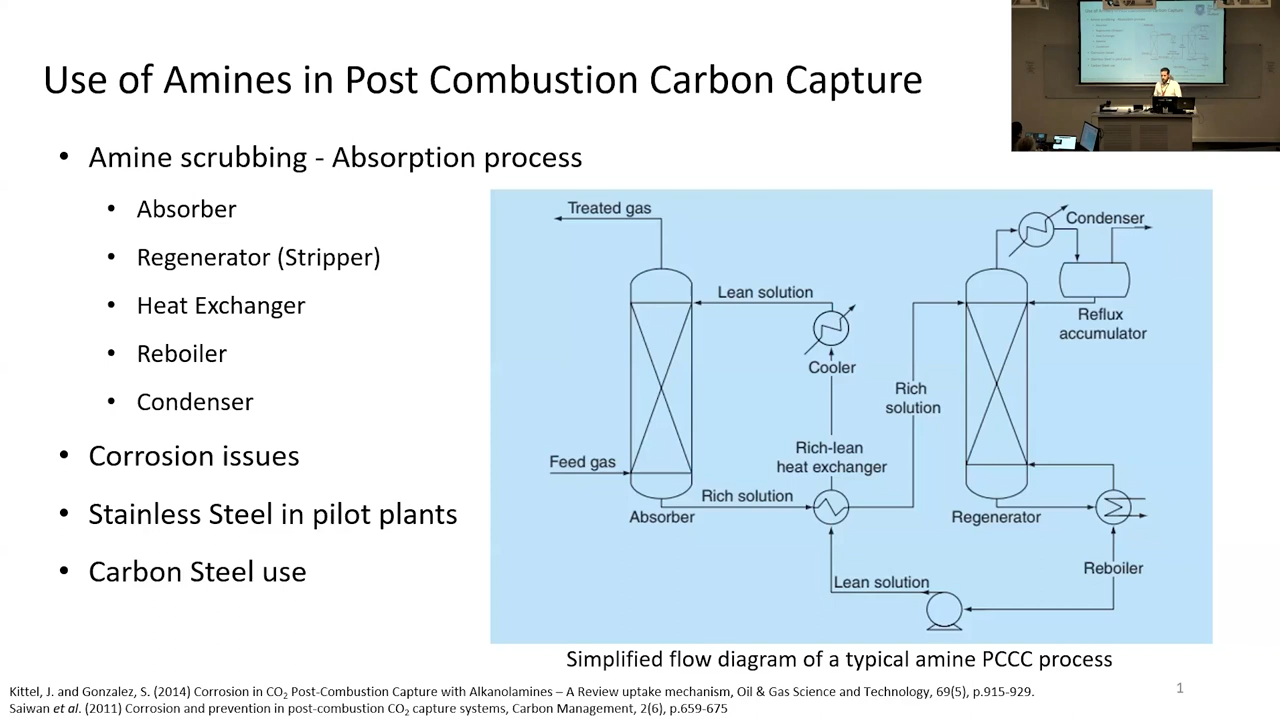 Use of Amines in Post Combustion Carbon Capture
• Amine scrubbing - Absorption process
• Absorber
• Regenerator (Stripper)
• Heat Exchanger
• Reboiler
• Condenser
• Corrosion issues
• Stainless Steel in pilot plants
• Carbon Steel use
Treated gas
Condenser
Lean solution
Reflux
accumulator
Cooler
Rich
solution
Rich-lean
heat exchanger
Feed gas
Rich solution
Absorber
Regenerator
Reboiler
Lean solution
Simplified flow diagram of a typical amine PCCC process
Kittel, J. and Gonzalez, S. (2014) Corrosion in CO₂ Post-Combustion Capture with Alkanolamines – A Review uptake mechanism, Oil & Gas Science and Technology, 69(5), p.915-929.
Saiwan et al. (2011) Corrosion and prevention in post-combustion CO₂ capture systems, Carbon Management, 2(6), p.659-675
1